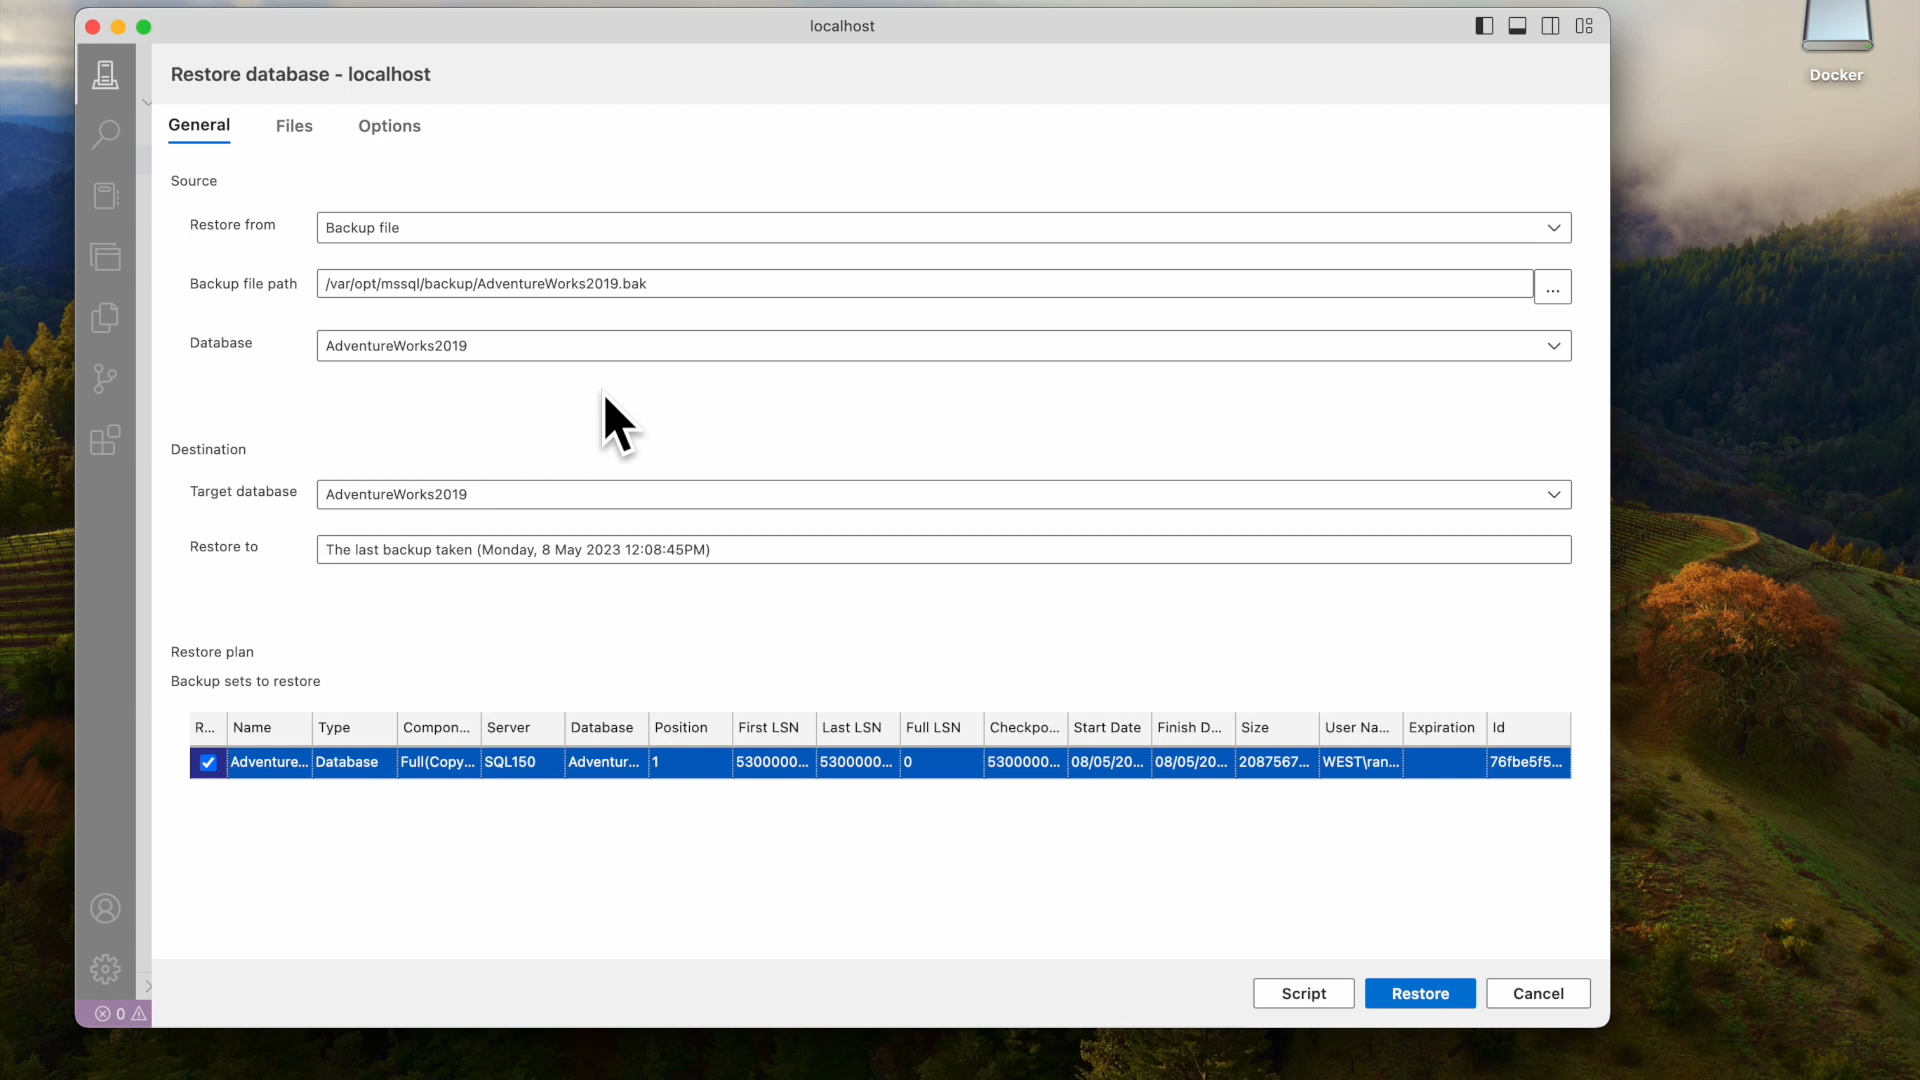 localhost
Docker
Restore database - localhost
General Files Options
Source
Restore from Backup file
Backup file path /var/opt/mssql/backup/AdventureWorks2019.bak ...
Database AdventureWorks2019
Destination
Target database AdventureWorks2019
Restore to The last backup taken (Monday, 8 May 2023 12:08:45PM)
Restore plan
Backup sets to restore
R... Name Type Compon... Server Database Position First LSN Last LSN Full LSN Checkpo... Start Date Finish D... Size User Na... Expiration Id
Adventure... Database Full(Copy... SQL150 Adventur... 1 5300000... 5300000... 0 5300000... 08/05/20... 08/05/20... 2087567... WEST\ran... 76fbe5f5...
Script Restore Cancel
0